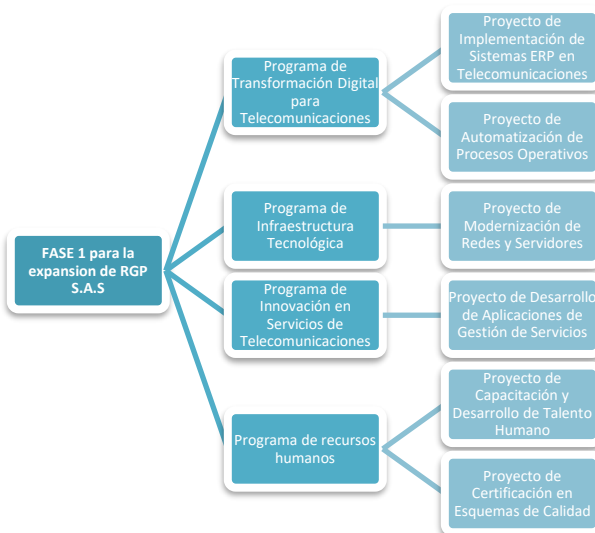 FASE 1 para la
expansion de RGP
S.A.S
Programa de
Transformación Digital
para
Telecomunicaciones
Proyecto de
Implementación de
Sistemas ERP en
Telecomunicaciones
Proyecto de
Automatización de
Procesos Operativos
Programa de
Infraestructura
Tecnológica
Proyecto de
Modernización de
Redes y Servidores
Programa de
Innovación en
Servicios de
Telecomunicaciones
Proyecto de Desarrollo
de Aplicaciones de
Gestión de Servicios
Programa de recursos
humanos
Proyecto de
Capacitación y
Desarrollo de Talento
Humano
Proyecto de
Certificación en
Esquemas de Calidad